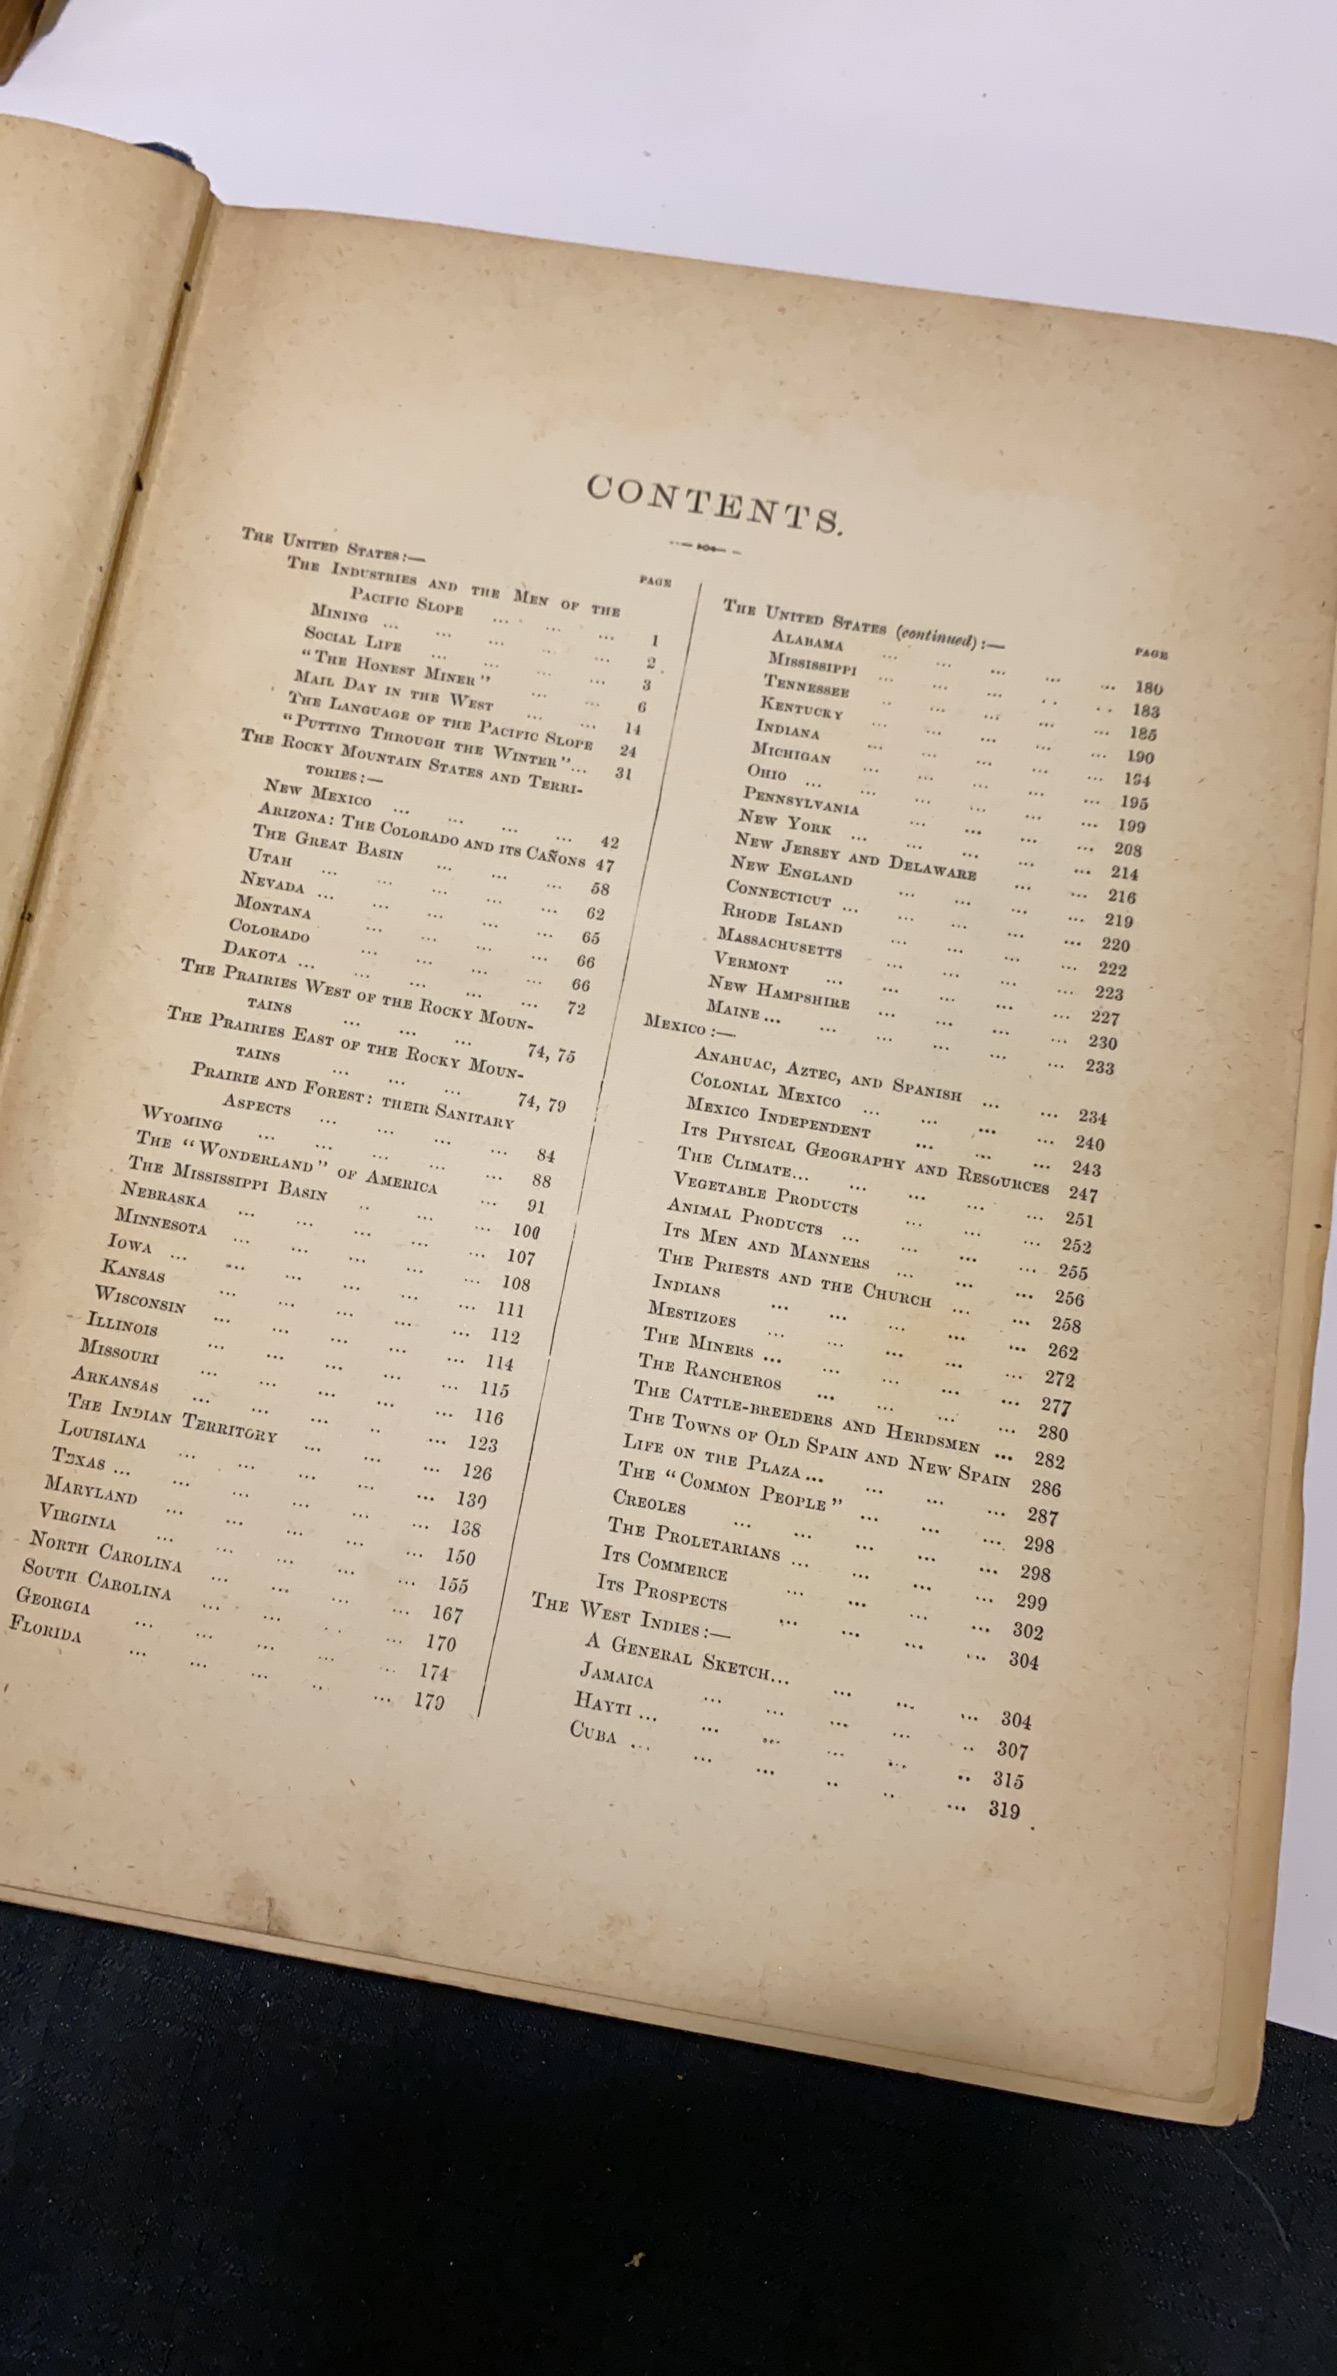 CONTENTS.
PAGE
THE UNITED STATES:—
THE INDUSTRIES AND THE MEN OF THE
PACIFIC SLOPE ... ... ... 1
MINING ... ... ... ... ... 2
SOCIAL LIFE ... ... ... ... 3
"THE HONEST MINER" ... ... 6
MAIL DAY IN THE WEST ... ... 14
THE LANGUAGE OF THE PACIFIC SLOPE 24
"PUTTING THROUGH THE WINTER"... 31
THE ROCKY MOUNTAIN STATES AND TERRI-
TORIES:—
NEW MEXICO ... ... ... ... 42
ARIZONA: THE COLORADO AND ITS CAÑONS 47
THE GREAT BASIN ... ... ... 58
UTAH ... ... ... ... ... 62
NEVADA ... ... ... ... ... 65
MONTANA ... ... ... ... 66
COLORADO ... ... ... ... 66
DAKOTA ... ... ... ... ... 72
THE PRAIRIES WEST OF THE ROCKY MOUN-
TAINS ... ... ... 74, 75
THE PRAIRIES EAST OF THE ROCKY MOUN-
TAINS ... ... ... 74, 79
PRAIRIE AND FOREST: THEIR SANITARY
ASPECTS ... ... ... ... 84
WYOMING ... ... ... ... ... 88
THE "WONDERLAND" OF AMERICA ... 91
THE MISSISSIPPI BASIN ... ... ... 100
NEBRASKA ... ... ... ... ... 107
MINNESOTA ... ... ... ... ... 108
IOWA ... ... ... ... ... ... 111
KANSAS ... ... ... ... ... 112
WISCONSIN ... ... ... ... ... 114
ILLINOIS ... ... ... ... ... 115
MISSOURI ... ... ... ... ... 116
ARKANSAS ... ... ... ... ... 123
THE INDIAN TERRITORY ... ... ... 126
LOUISIANA ... ... ... ... ... 130
TEXAS ... ... ... ... ... ... 138
MARYLAND ... ... ... ... ... 150
VIRGINIA ... ... ... ... ... 155
NORTH CAROLINA ... ... ... ... 167
SOUTH CAROLINA ... ... ... ... 170
GEORGIA ... ... ... ... ... 174
FLORIDA ... ... ... ... ... 179
PAGE
THE UNITED STATES (continued):—
ALABAMA ... ... ... ... ... 180
MISSISSIPPI ... ... ... ... ... 183
TENNESSEE ... ... ... ... ... 185
KENTUCKY ... ... ... ... ... 190
INDIANA ... ... ... ... ... 194
MICHIGAN ... ... ... ... ... 195
OHIO ... ... ... ... ... ... 199
PENNSYLVANIA ... ... ... ... 208
NEW YORK ... ... ... ... ... 214
NEW JERSEY AND DELAWARE ... ... 216
NEW ENGLAND ... ... ... ... 219
CONNECTICUT ... ... ... ... ... 220
RHODE ISLAND ... ... ... ... 222
MASSACHUSETTS ... ... ... ... 223
VERMONT ... ... ... ... ... 227
NEW HAMPSHIRE ... ... ... ... 230
MAINE ... ... ... ... ... ... 233
MEXICO:—
ANAHUAC, AZTEC, AND SPANISH ... ... 234
COLONIAL MEXICO ... ... ... ... 240
MEXICO INDEPENDENT ... ... ... 243
ITS PHYSICAL GEOGRAPHY AND RESOURCES 247
THE CLIMATE... ... ... ... ... 251
VEGETABLE PRODUCTS ... ... ... 252
ANIMAL PRODUCTS ... ... ... ... 255
ITS MEN AND MANNERS ... ... ... 256
THE PRIESTS AND THE CHURCH ... ... 258
INDIANS ... ... ... ... ... 262
MESTIZOES ... ... ... ... ... 272
THE MINERS ... ... ... ... ... 277
THE RANCHEROS ... ... ... ... 280
THE CATTLE-BREEDERS AND HERDSMEN ... 282
THE TOWNS OF OLD SPAIN AND NEW SPAIN 286
LIFE ON THE PLAZA... ... ... ... 287
THE "COMMON PEOPLE" ... ... ... 298
CREOLES ... ... ... ... ... 298
THE PROLETARIANS ... ... ... ... 299
ITS COMMERCE ... ... ... ... 302
ITS PROSPECTS ... ... ... ... 304
THE WEST INDIES:—
A GENERAL SKETCH... ... ... ... 304
JAMAICA ... ... ... ... ... 307
HAYTI ... ... ... ... ... ... 315
CUBA ... ... ... ... ... ... 319